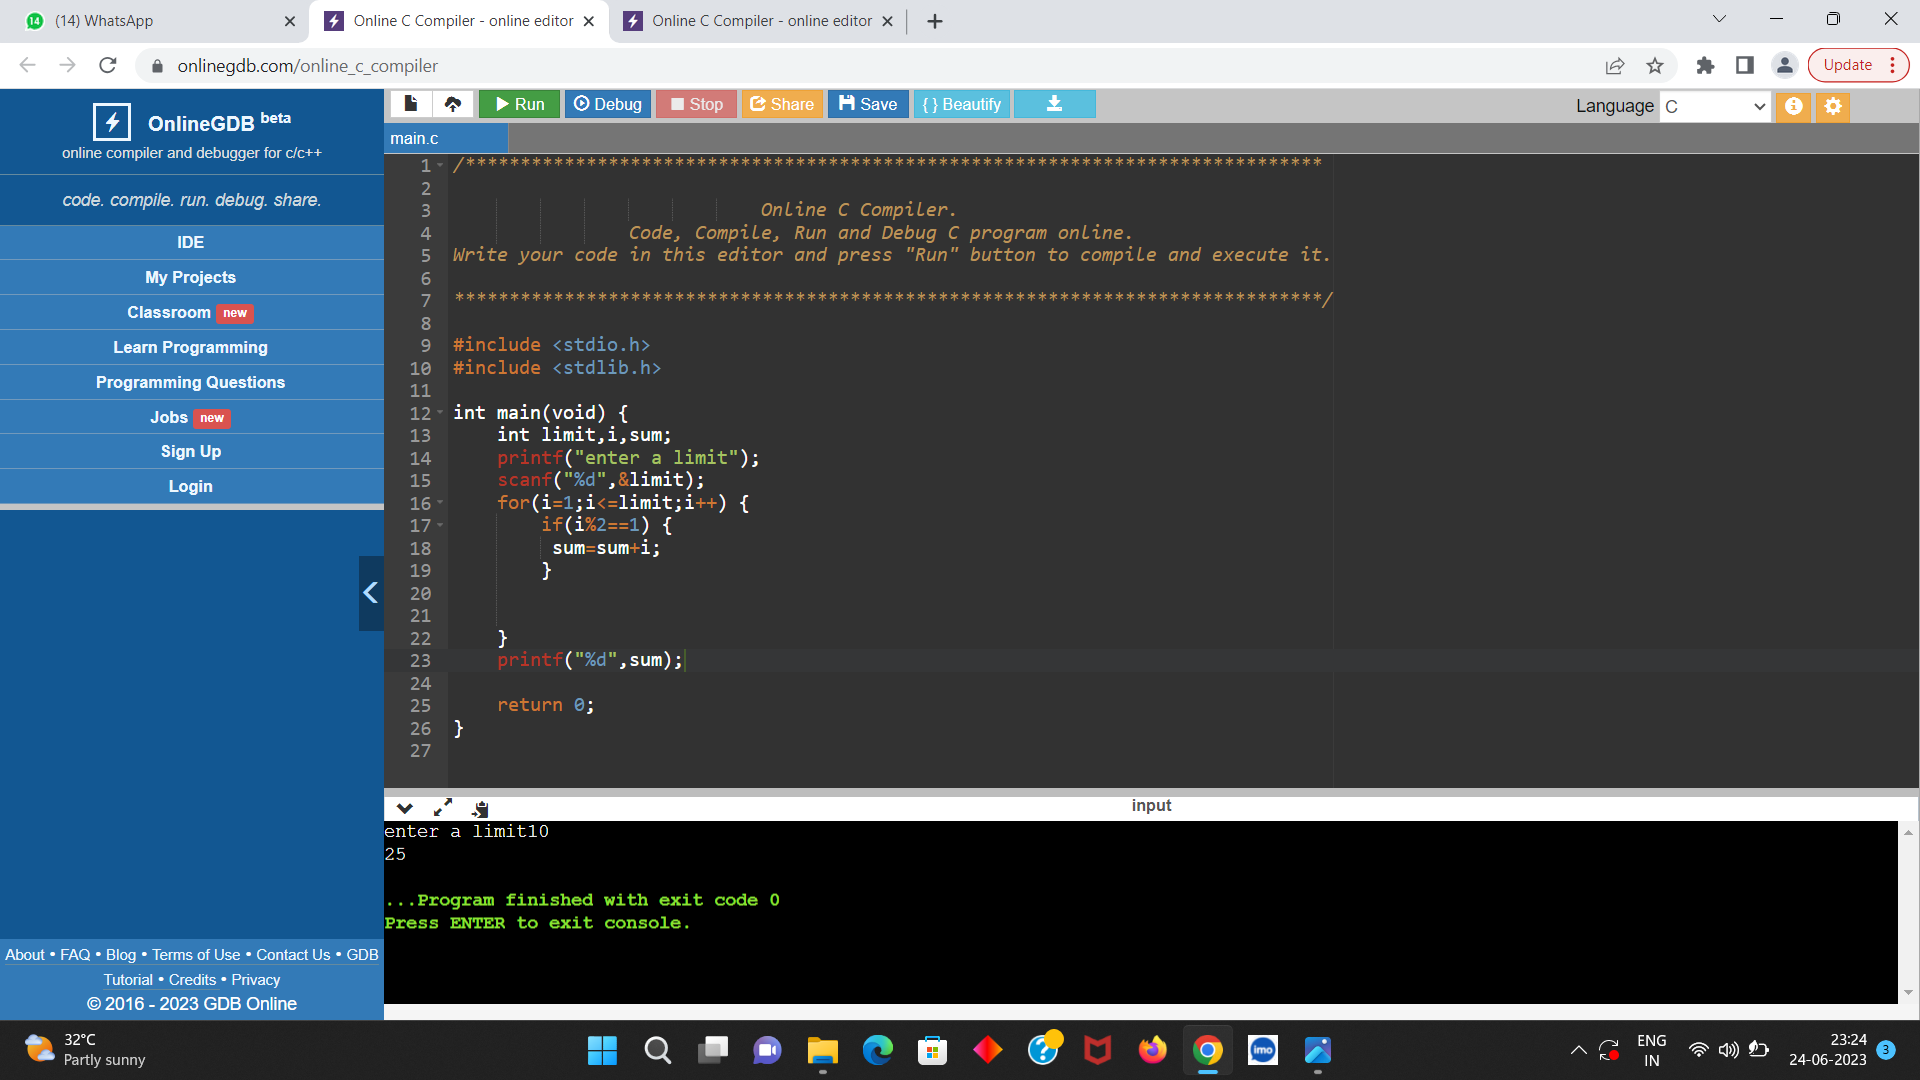 14 (14) WhatsApp
Online C Compiler - online editor
Online C Compiler - online editor
onlinegdb.com/online_c_compiler
Update
OnlineGDB beta
online compiler and debugger for c/c++
code. compile. run. debug. share.
IDE
My Projects
Classroom new
Learn Programming
Programming Questions
Jobs new
Sign Up
Login
About • FAQ • Blog • Terms of Use • Contact Us • GDB
Tutorial • Credits • Privacy
© 2016 - 2023 GDB Online
Run Debug Stop Share Save { } Beautify
Language C
main.c
1 /******************************************************************************
2
3 Online C Compiler.
4 Code, Compile, Run and Debug C program online.
5 Write your code in this editor and press "Run" button to compile and execute it.
6
7 *******************************************************************************/
8
9 #include <stdio.h>
10 #include <stdlib.h>
11
12 int main(void) {
13 int limit,i,sum;
14 printf("enter a limit");
15 scanf("%d",&limit);
16 for(i=1;i<=limit;i++) {
17 if(i%2==1) {
18 sum=sum+i;
19 }
20
21
22 }
23 printf("%d",sum);
24
25 return 0;
26 }
27
input
enter a limit10
25
...Program finished with exit code 0
Press ENTER to exit console.
32°C
Partly sunny
imo
ENG
IN
23:24
24-06-2023
3